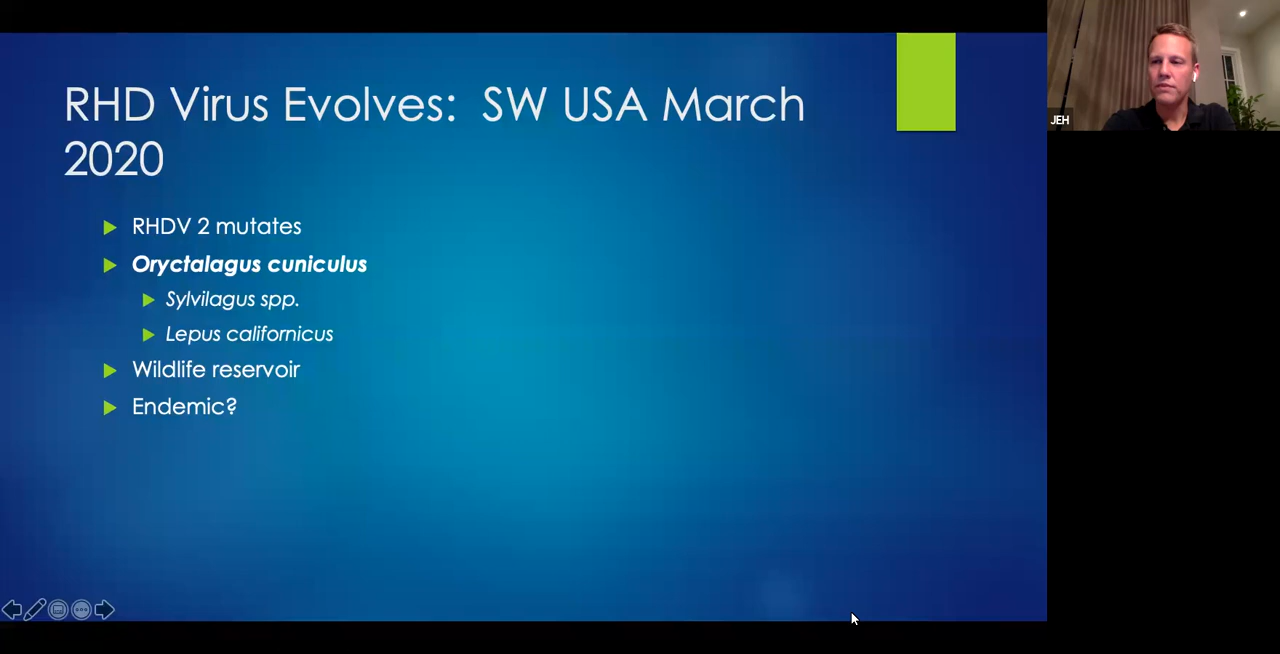 RHD Virus Evolves: SW USA March
2020
RHDV 2 mutates
Oryctalagus cuniculus
Sylvilagus spp.
Lepus californicus
Wildlife reservoir
Endemic?
JEH